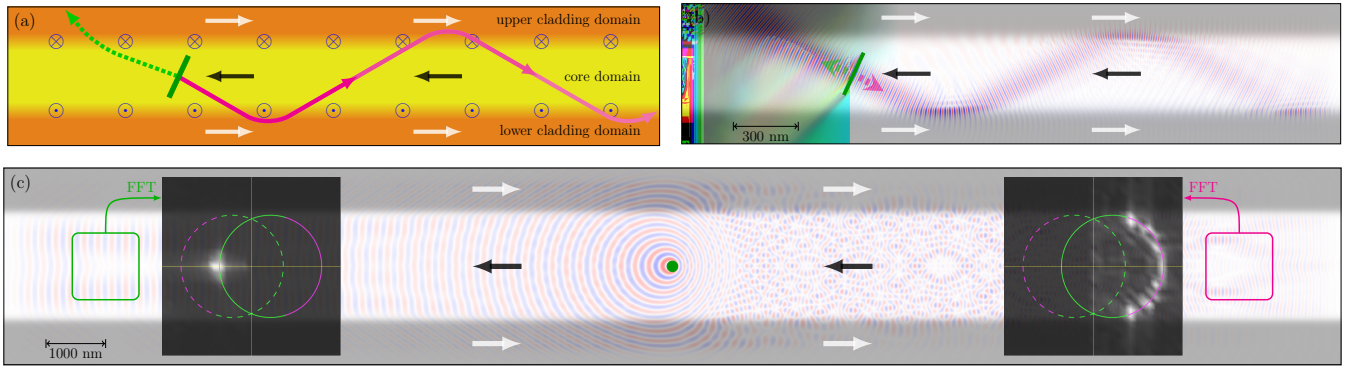 (a)
upper cladding domain
core domain
lower cladding domain
(b)
300 nm
(c)
FFT
FFT
1000 nm